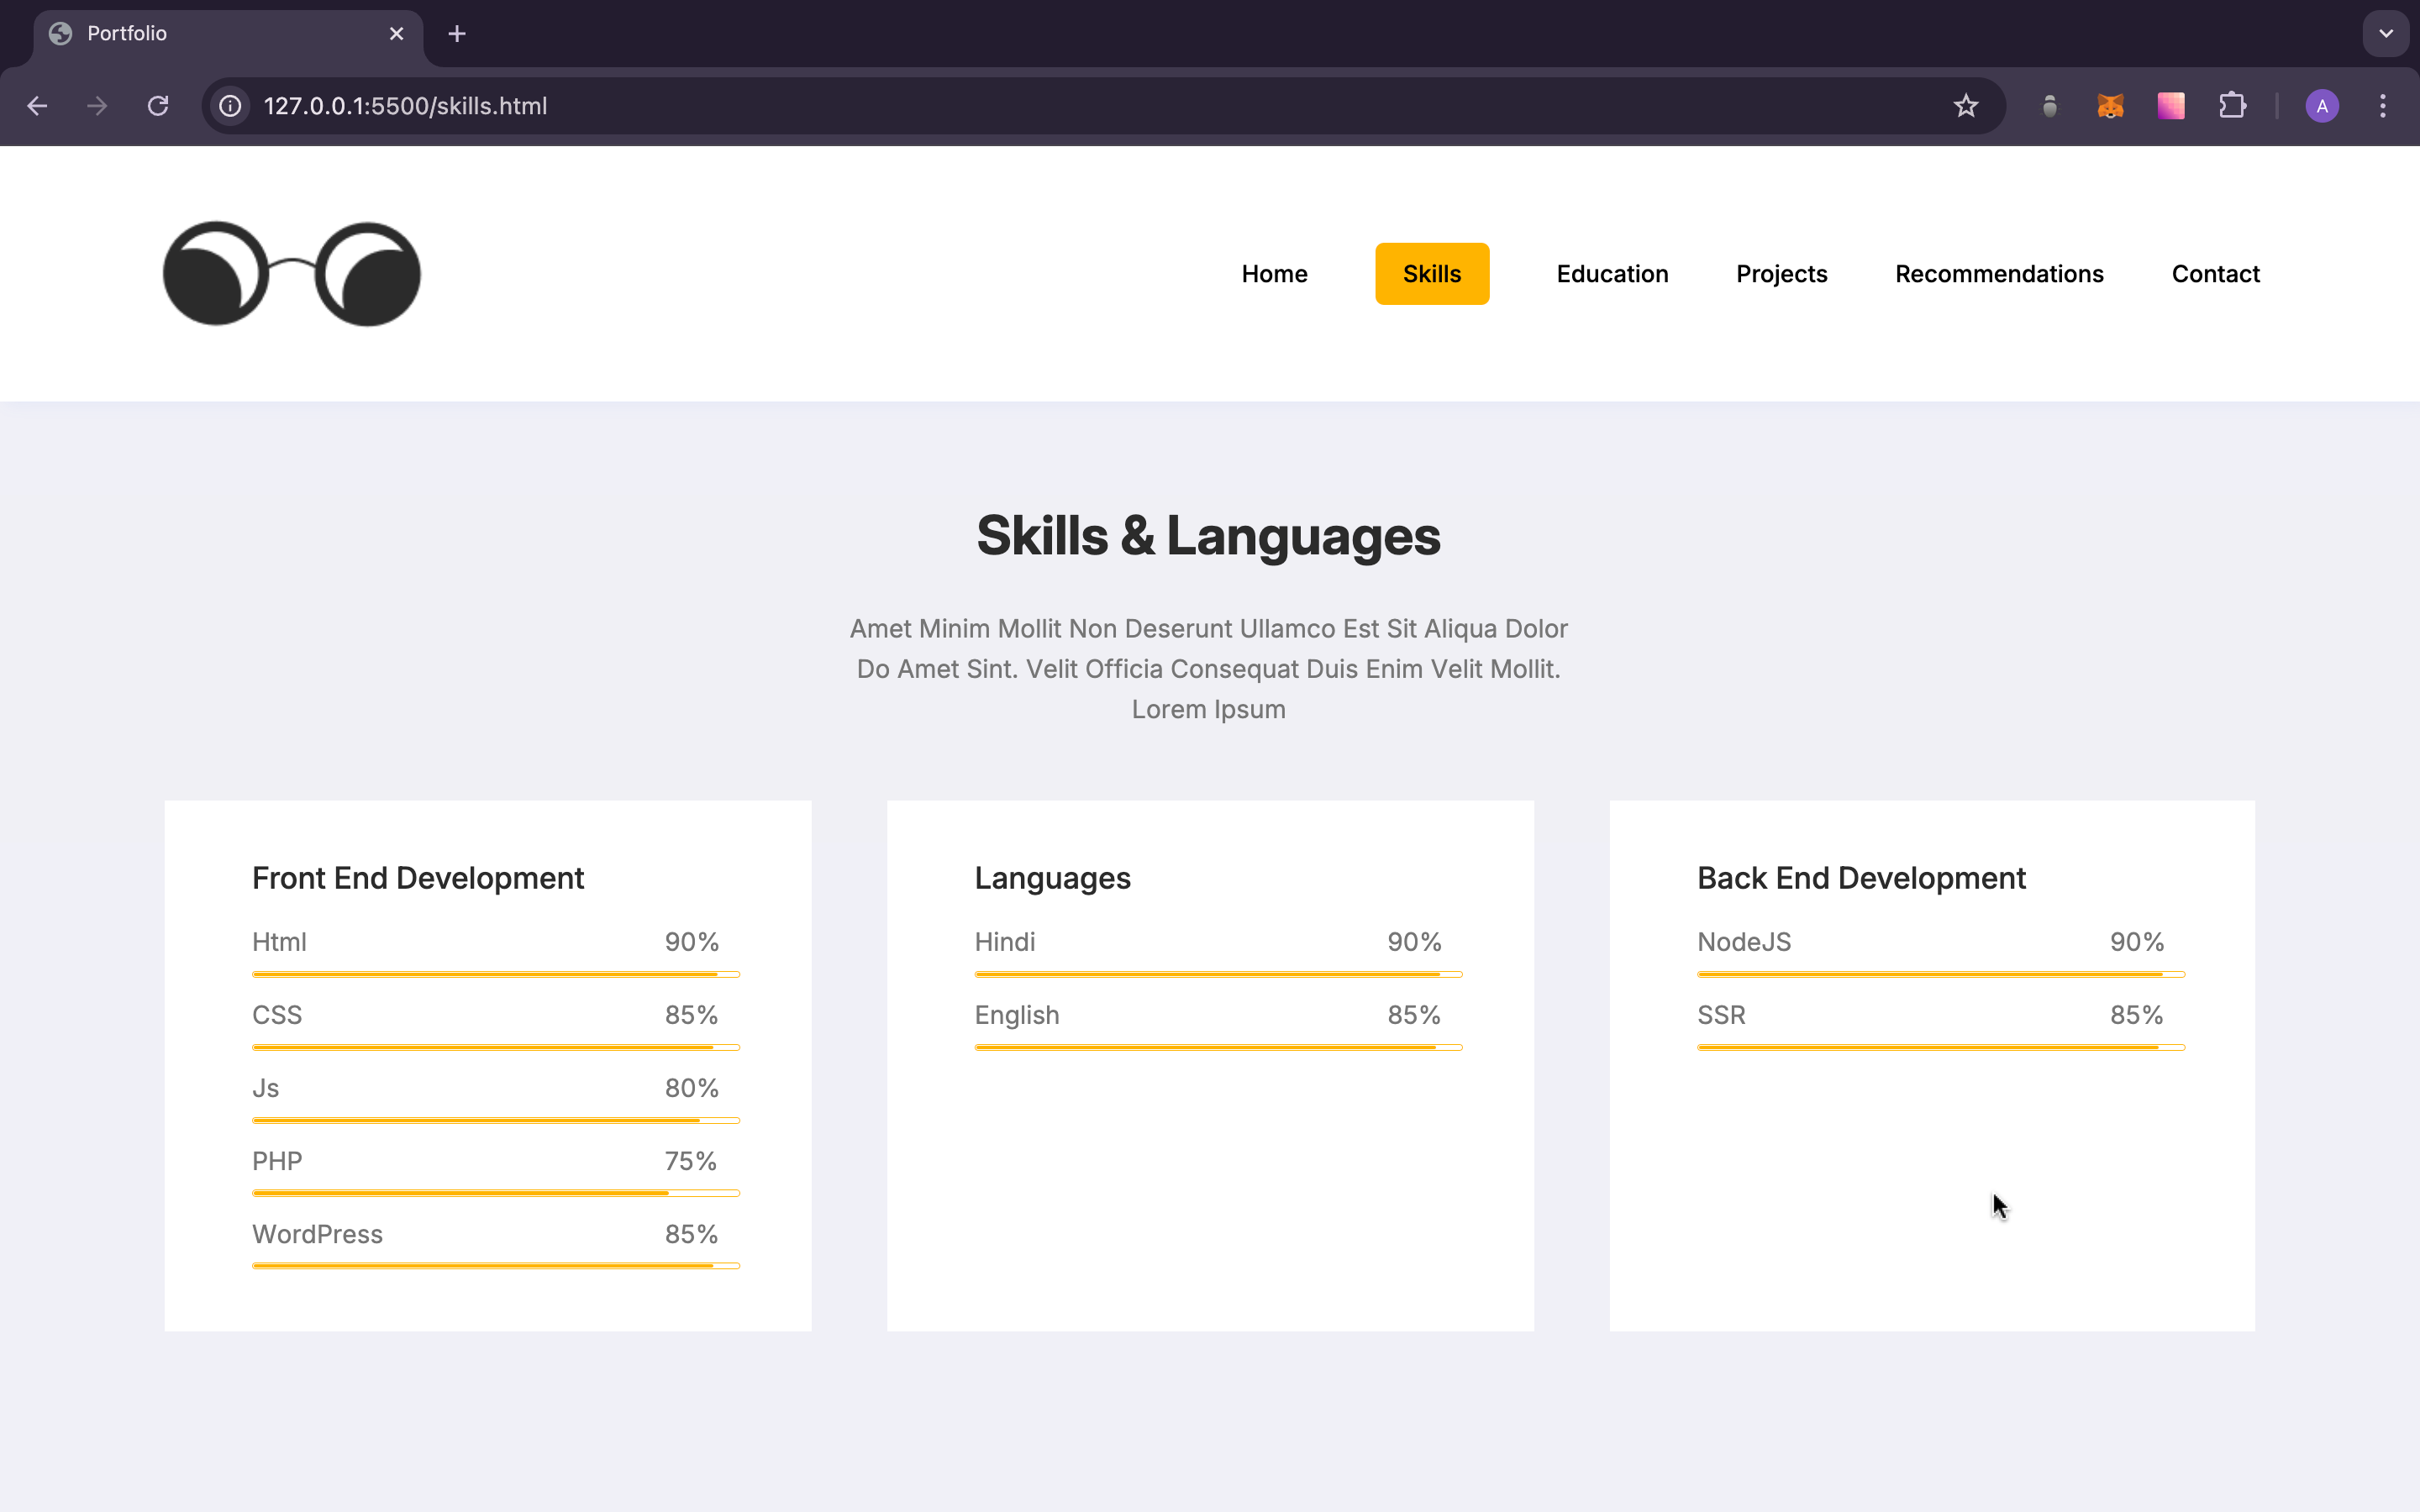 Portfolio
127.0.0.1:5500/skills.html
A
Home Skills Education Projects Recommendations Contact
Skills & Languages
Amet Minim Mollit Non Deserunt Ullamco Est Sit Aliqua Dolor
Do Amet Sint. Velit Officia Consequat Duis Enim Velit Mollit.
Lorem Ipsum
Front End Development
Html 90%
CSS 85%
Js 80%
PHP 75%
WordPress 85%
Languages
Hindi 90%
English 85%
Back End Development
NodeJS 90%
SSR 85%